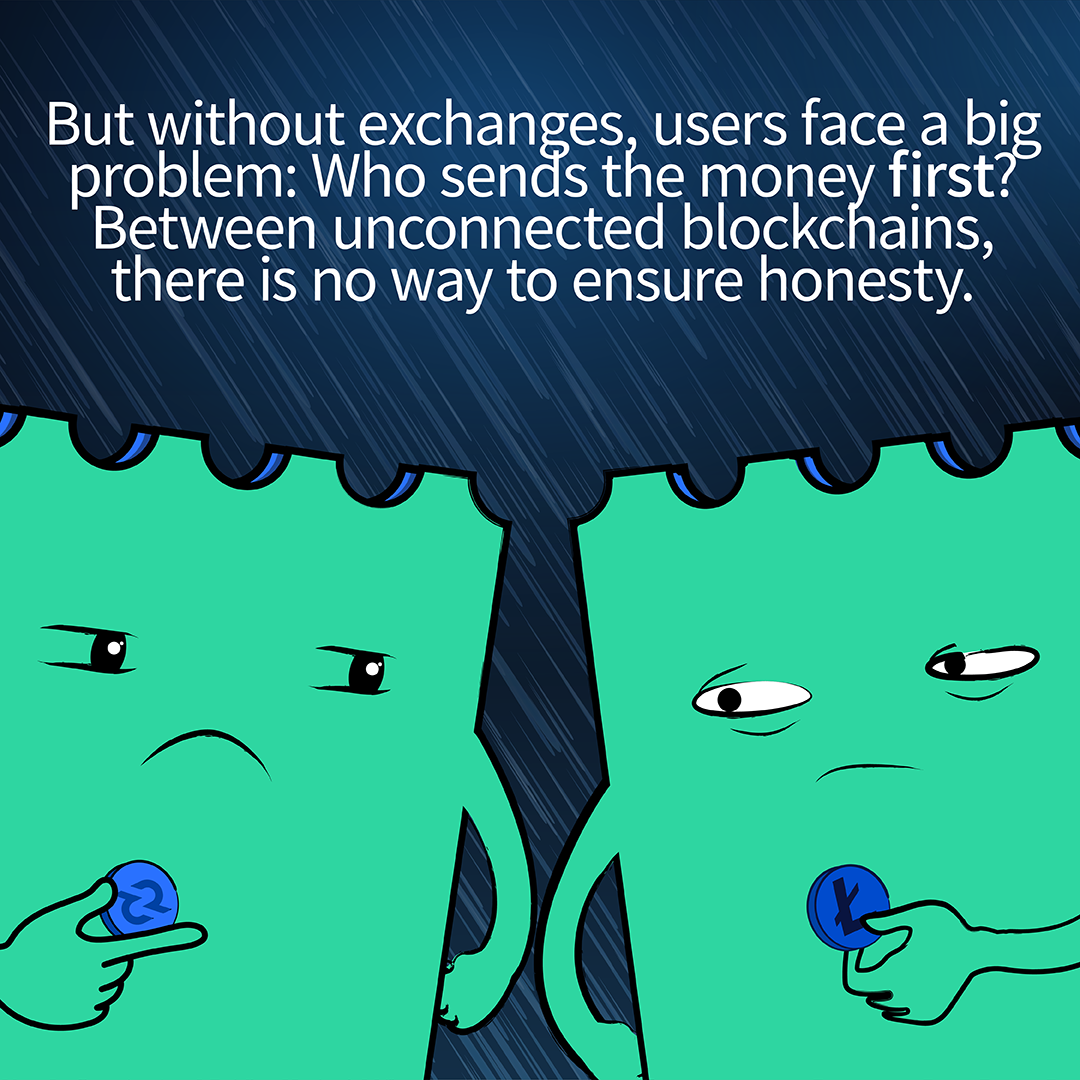 But without exchanges, users face a big
problem: Who sends the money first?
Between unconnected blockchains,
there is no way to ensure honesty.